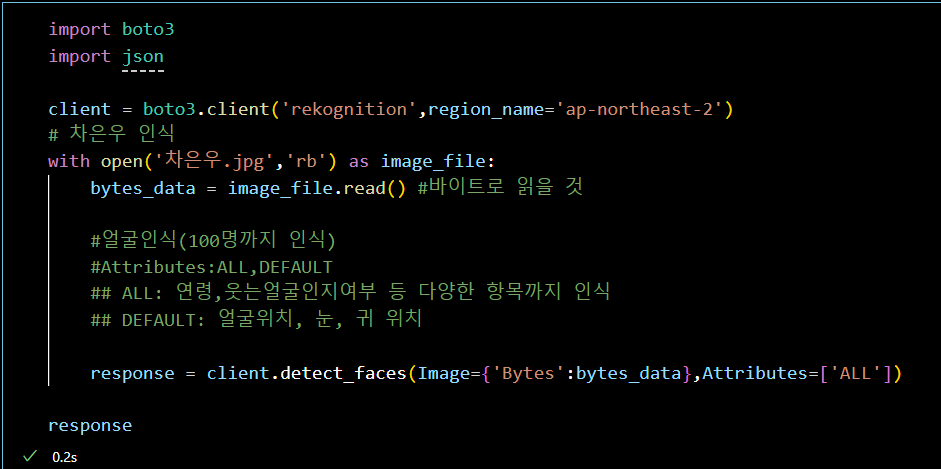 import boto3
import json
client = boto3.client('rekognition',region_name='ap-northeast-2')
# 차은우 인식
with open('차은우.jpg','rb') as image_file:
bytes_data = image_file.read() #바이트로 읽을 것
#얼굴인식(100명까지 인식)
#Attributes:ALL,DEFAULT
## ALL: 연령,웃는얼굴인지여부 등 다양한 항목까지 인식
## DEFAULT: 얼굴위치, 눈, 귀 위치
response = client.detect_faces(Image={'Bytes':bytes_data},Attributes=['ALL'])
response
0.2s